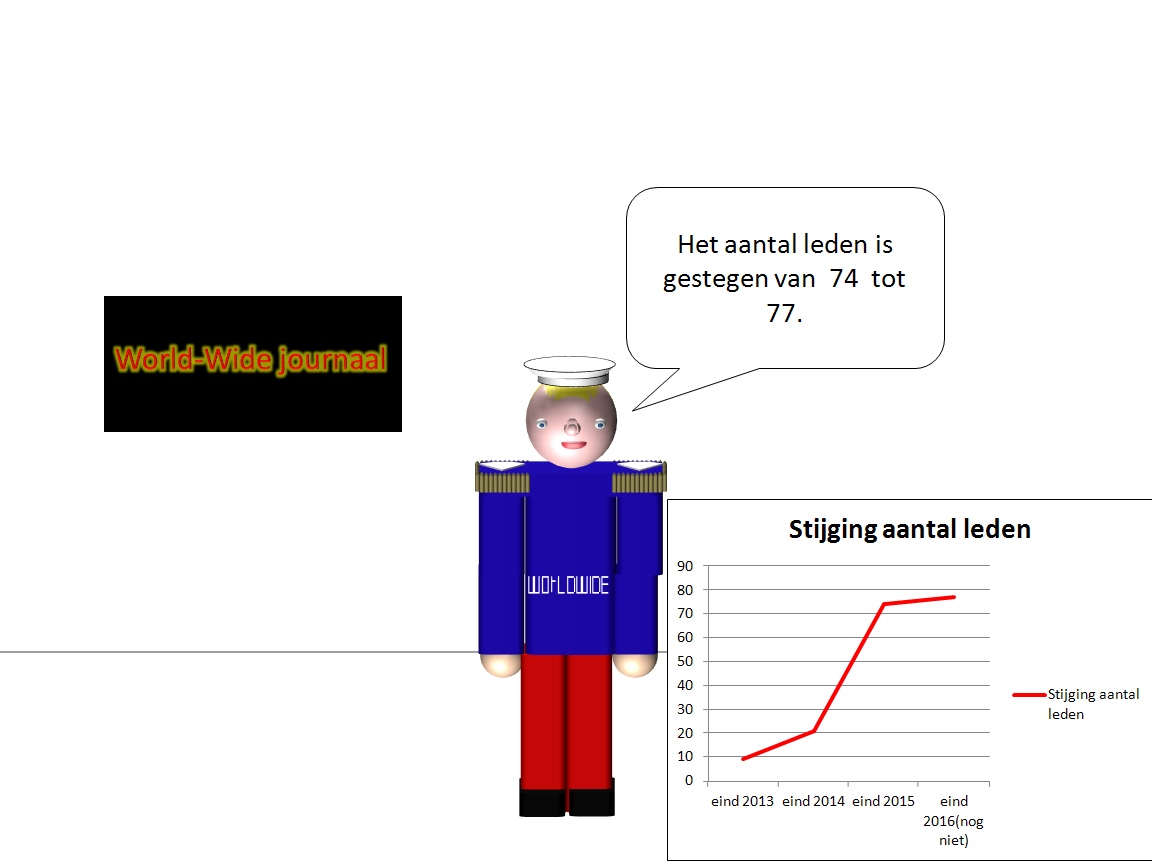 Het aantal leden is
gestegen van 74 tot
77.
World-Wide journaal
WORLDWIDE
Stijging aantal leden
90
80
70
60
50
40
30
20
10
0
eind 2013 eind 2014 eind 2015 eind
2016(nog
niet)
Stijging aantal
leden